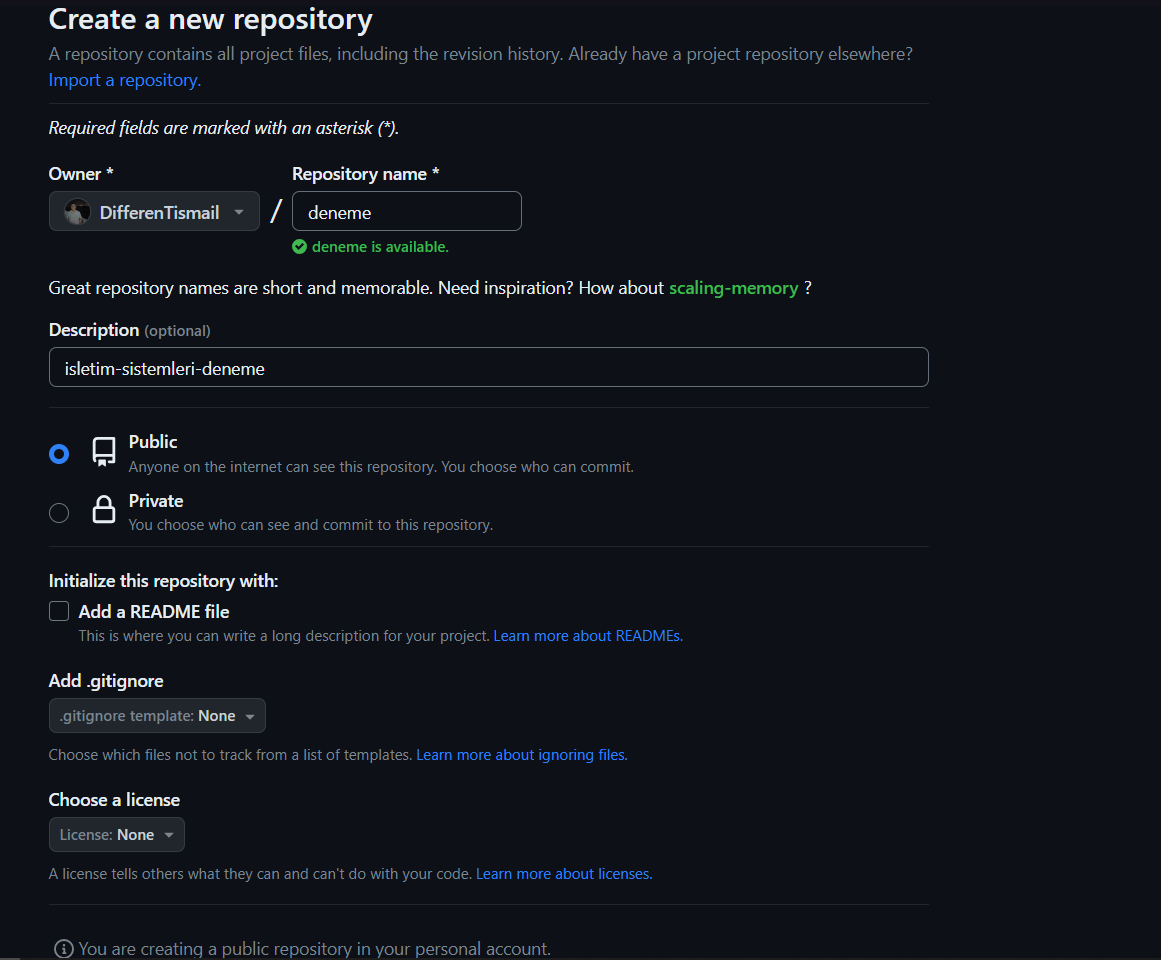 Create a new repository
A repository contains all project files, including the revision history. Already have a project repository elsewhere?
Import a repository.
Required fields are marked with an asterisk (*).
Owner * Repository name *
DifferenTismail / deneme
deneme is available.
Great repository names are short and memorable. Need inspiration? How about scaling-memory ?
Description (optional)
isletim-sistemleri-deneme
Public
Anyone on the internet can see this repository. You choose who can commit.
Private
You choose who can see and commit to this repository.
Initialize this repository with:
Add a README file
This is where you can write a long description for your project. Learn more about READMEs.
Add .gitignore
.gitignore template: None
Choose which files not to track from a list of templates. Learn more about ignoring files.
Choose a license
License: None
A license tells others what they can and can't do with your code. Learn more about licenses.
You are creating a public repository in your personal account.